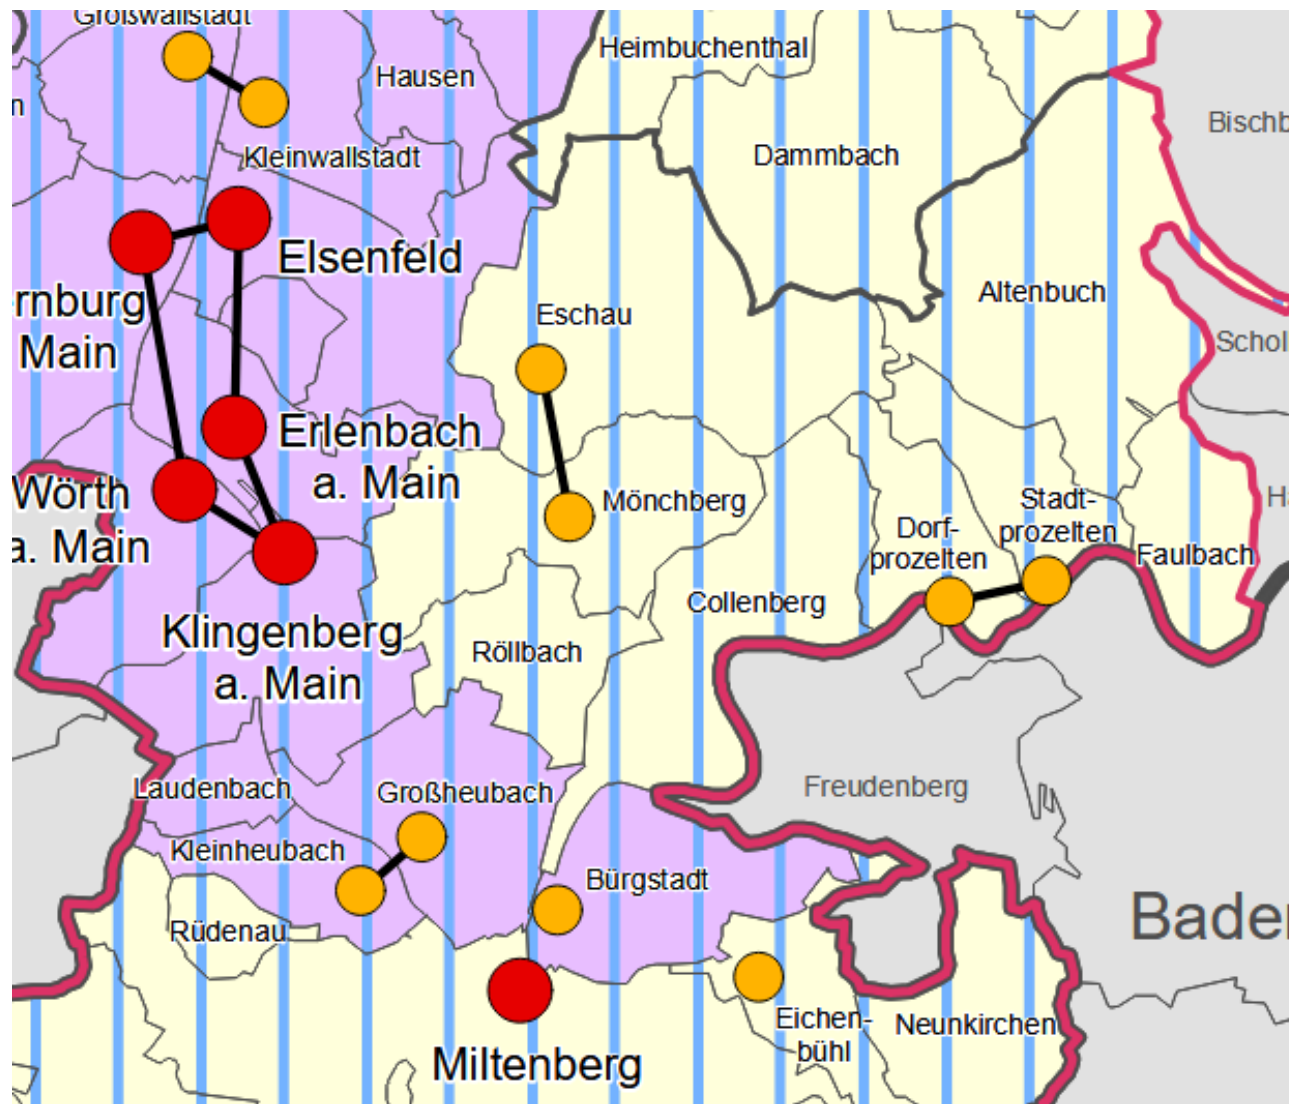 Großwallstadt
Heimbuchenthal
Hausen
n
Bischb
Kleinwallstadt
Dammbach
Elsenfeld
rnburg
Main
Altenbuch
Eschau
Schol
Erlenbach
a. Main
Wörth
a. Main
Mönchberg
Stadt-
prozelten
Dorf-
prozelten
Faulbach
Collenberg
Klingenberg
a. Main
Röllbach
Laudenbach
Großheubach
Freudenberg
Kleinheubach
Bürgstadt
Rüdenau
Bade
Eichen-
bühl
Neunkirchen
Miltenberg